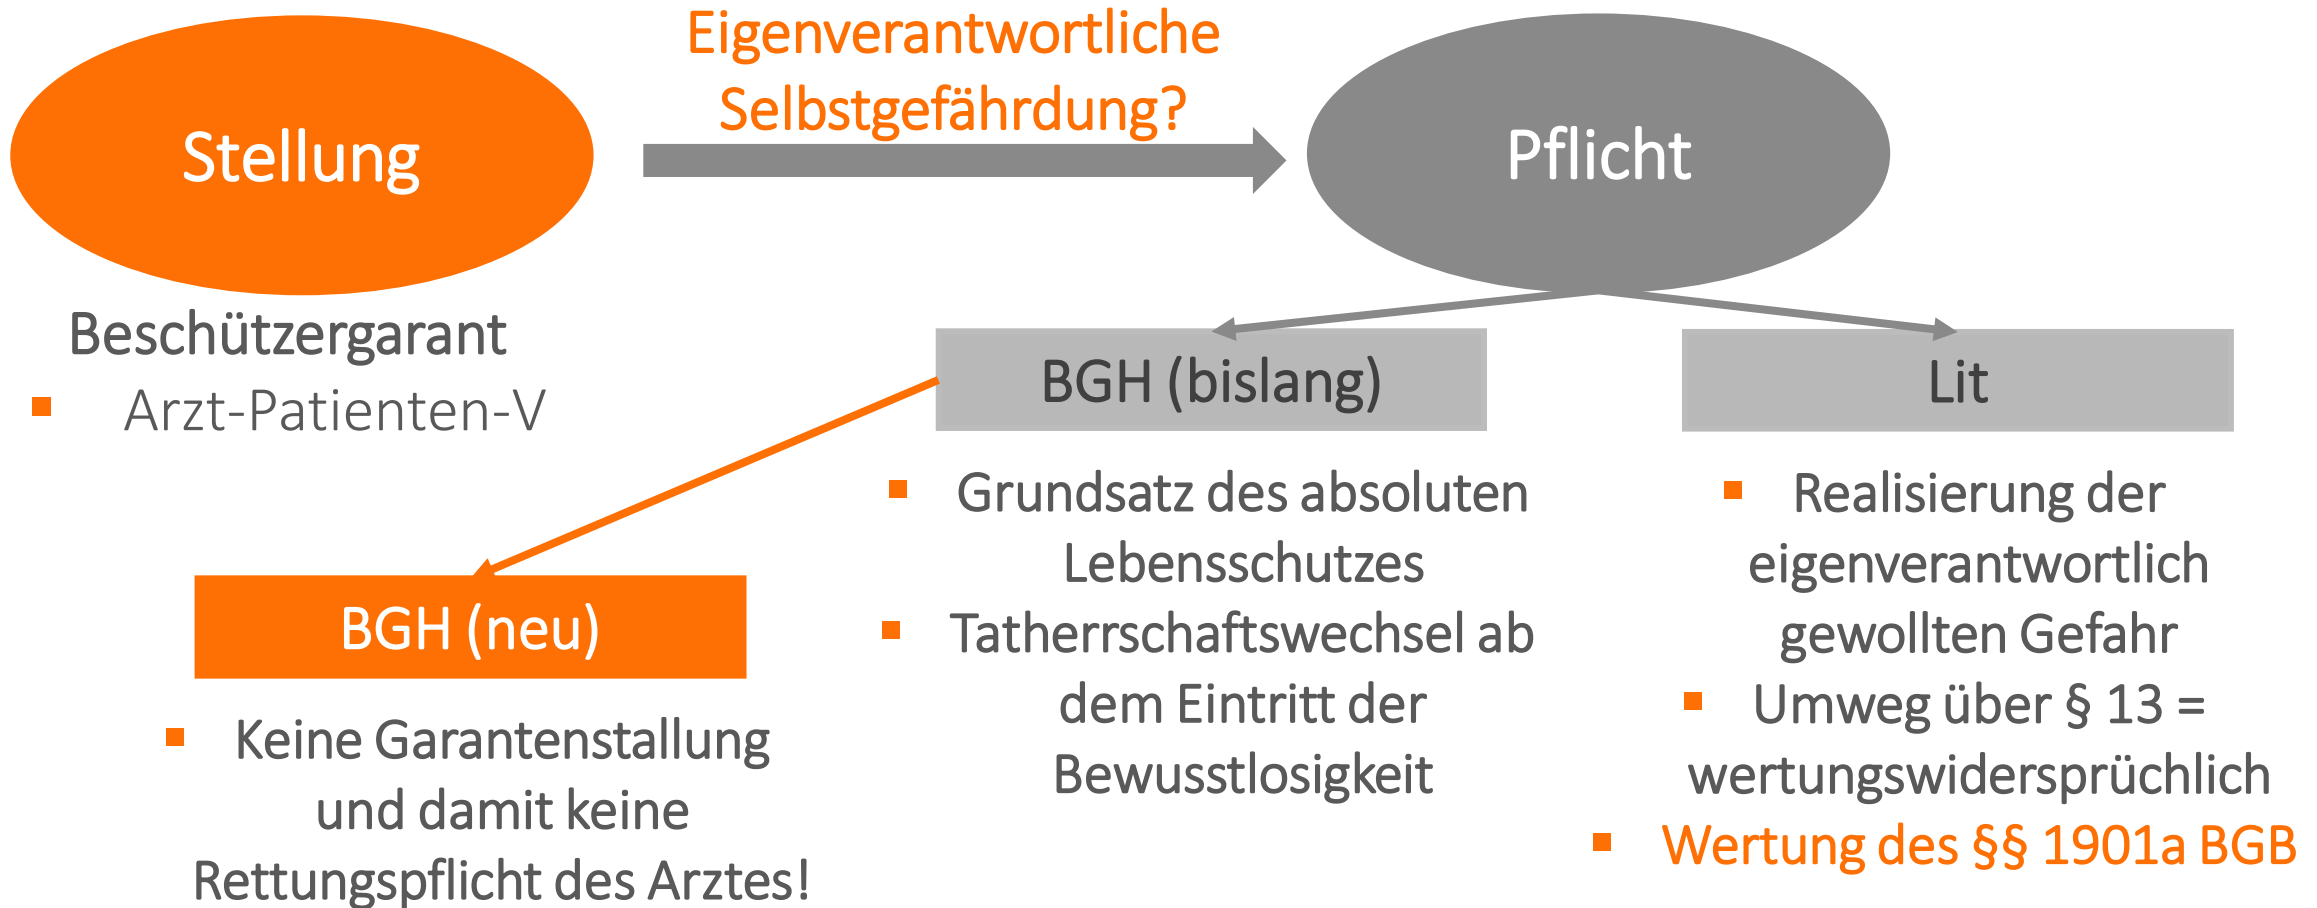 Eigenverantwortliche
Selbstgefährdung?
Stellung
Pflicht
Beschützergarant
Arzt-Patienten-V
BGH (bislang)
Grundsatz des absoluten
Lebensschutzes
Tatherrschaftswechsel ab
dem Eintritt der
Bewusstlosigkeit
Lit
Realisierung der
eigenverantwortlich
gewollten Gefahr
Umweg über § 13 =
wertungswidersprüchlich
Wertung des §§ 1901a BGB
BGH (neu)
Keine Garantenstallung
und damit keine
Rettungspflicht des Arztes!